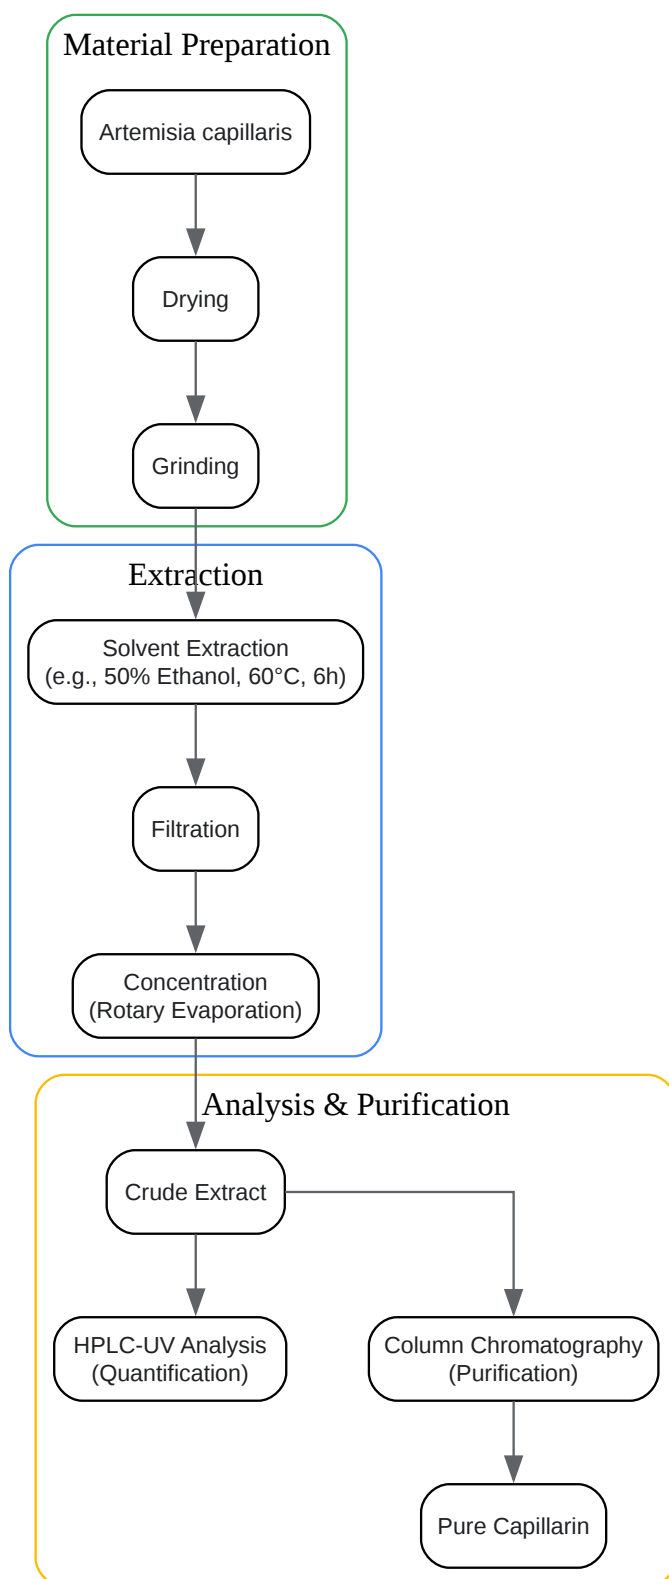 Material Preparation
Artemisia capillaris
Drying
Grinding
Extraction
Solvent Extraction
(e.g., 50% Ethanol, 60°C, 6h)
Filtration
Concentration
(Rotary Evaporation)
Analysis & Purification
Crude Extract
HPLC-UV Analysis
(Quantification)
Column Chromatography
(Purification)
Pure Capillarin